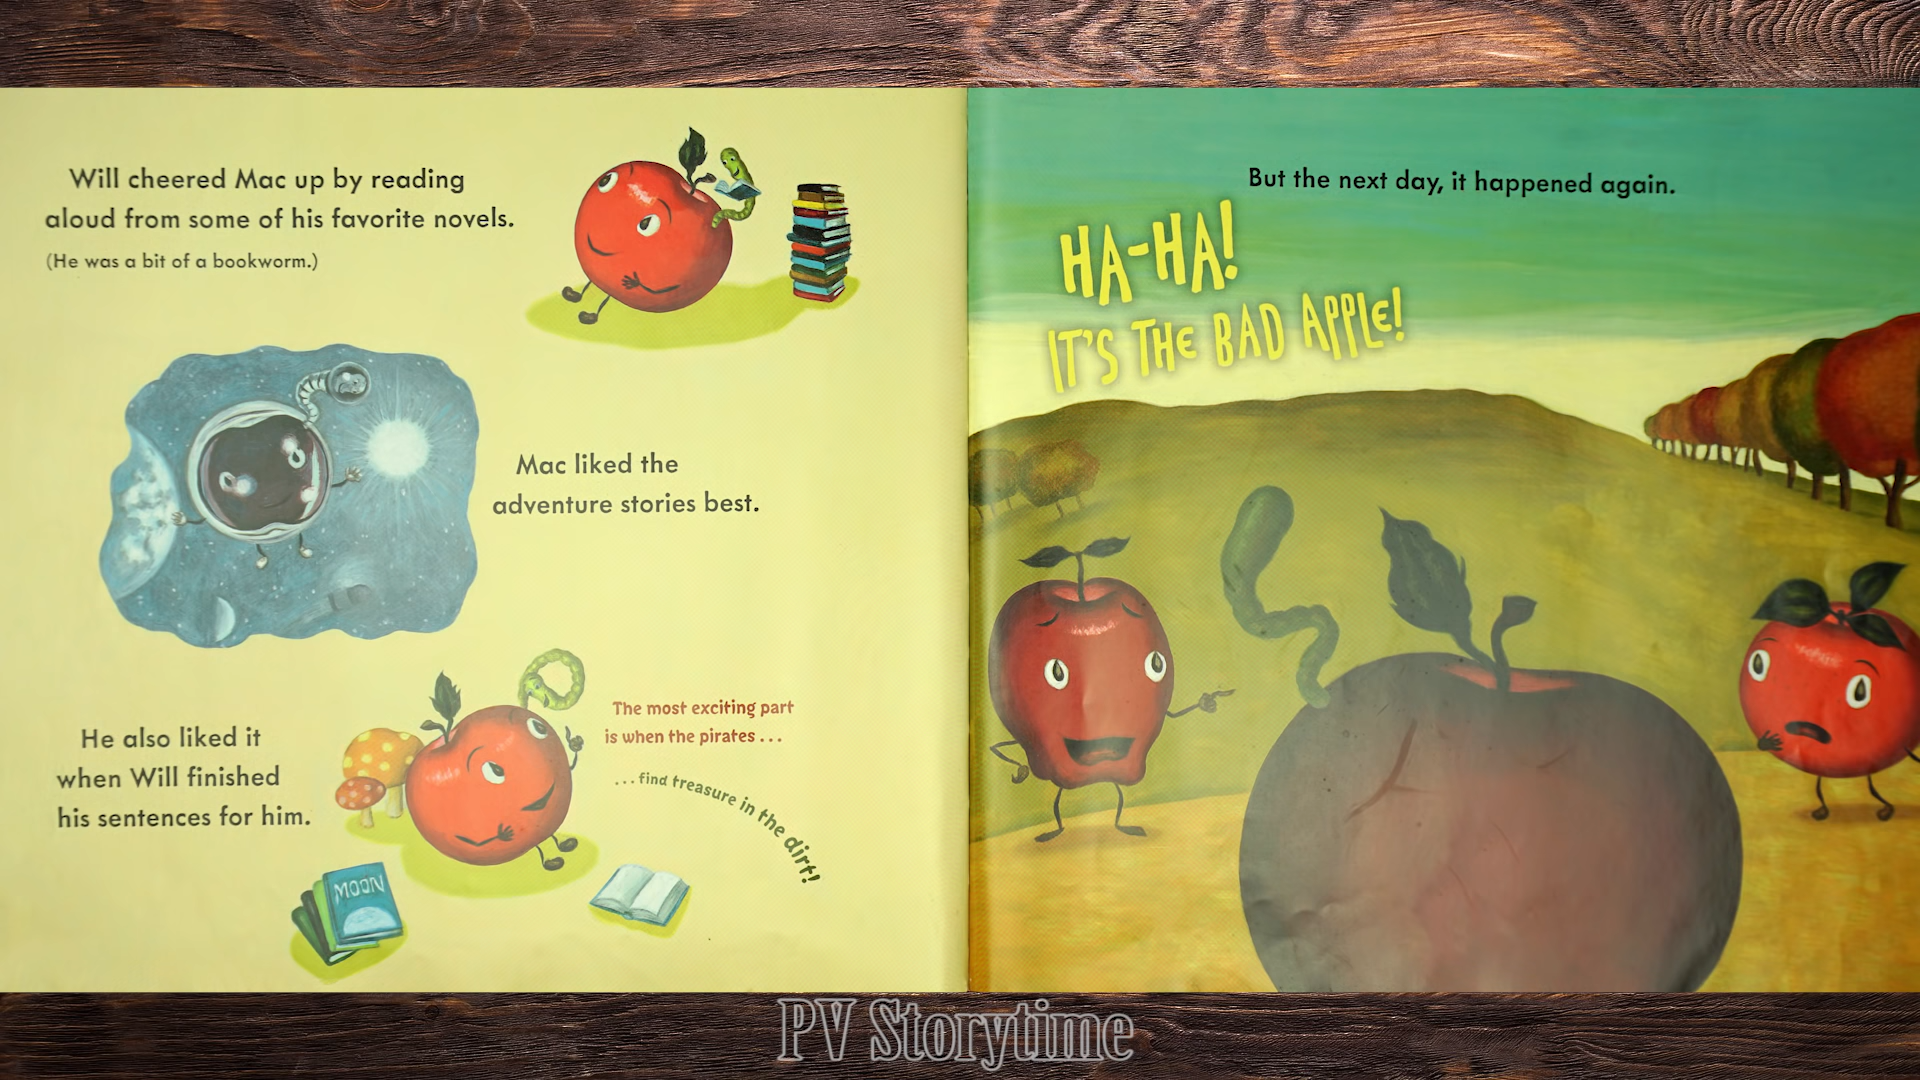 Will cheered Mac up by reading
aloud from some of his favorite novels.
(He was a bit of a bookworm.)
Mac liked the
adventure stories best.
He also liked it
when Will finished
his sentences for him.
The most exciting part
is when the pirates . . .
. . . find treasure in the dirt!
MOON
But the next day, it happened again.
HA-HA!
IT'S THE BAD APPLE!
PV Storytime